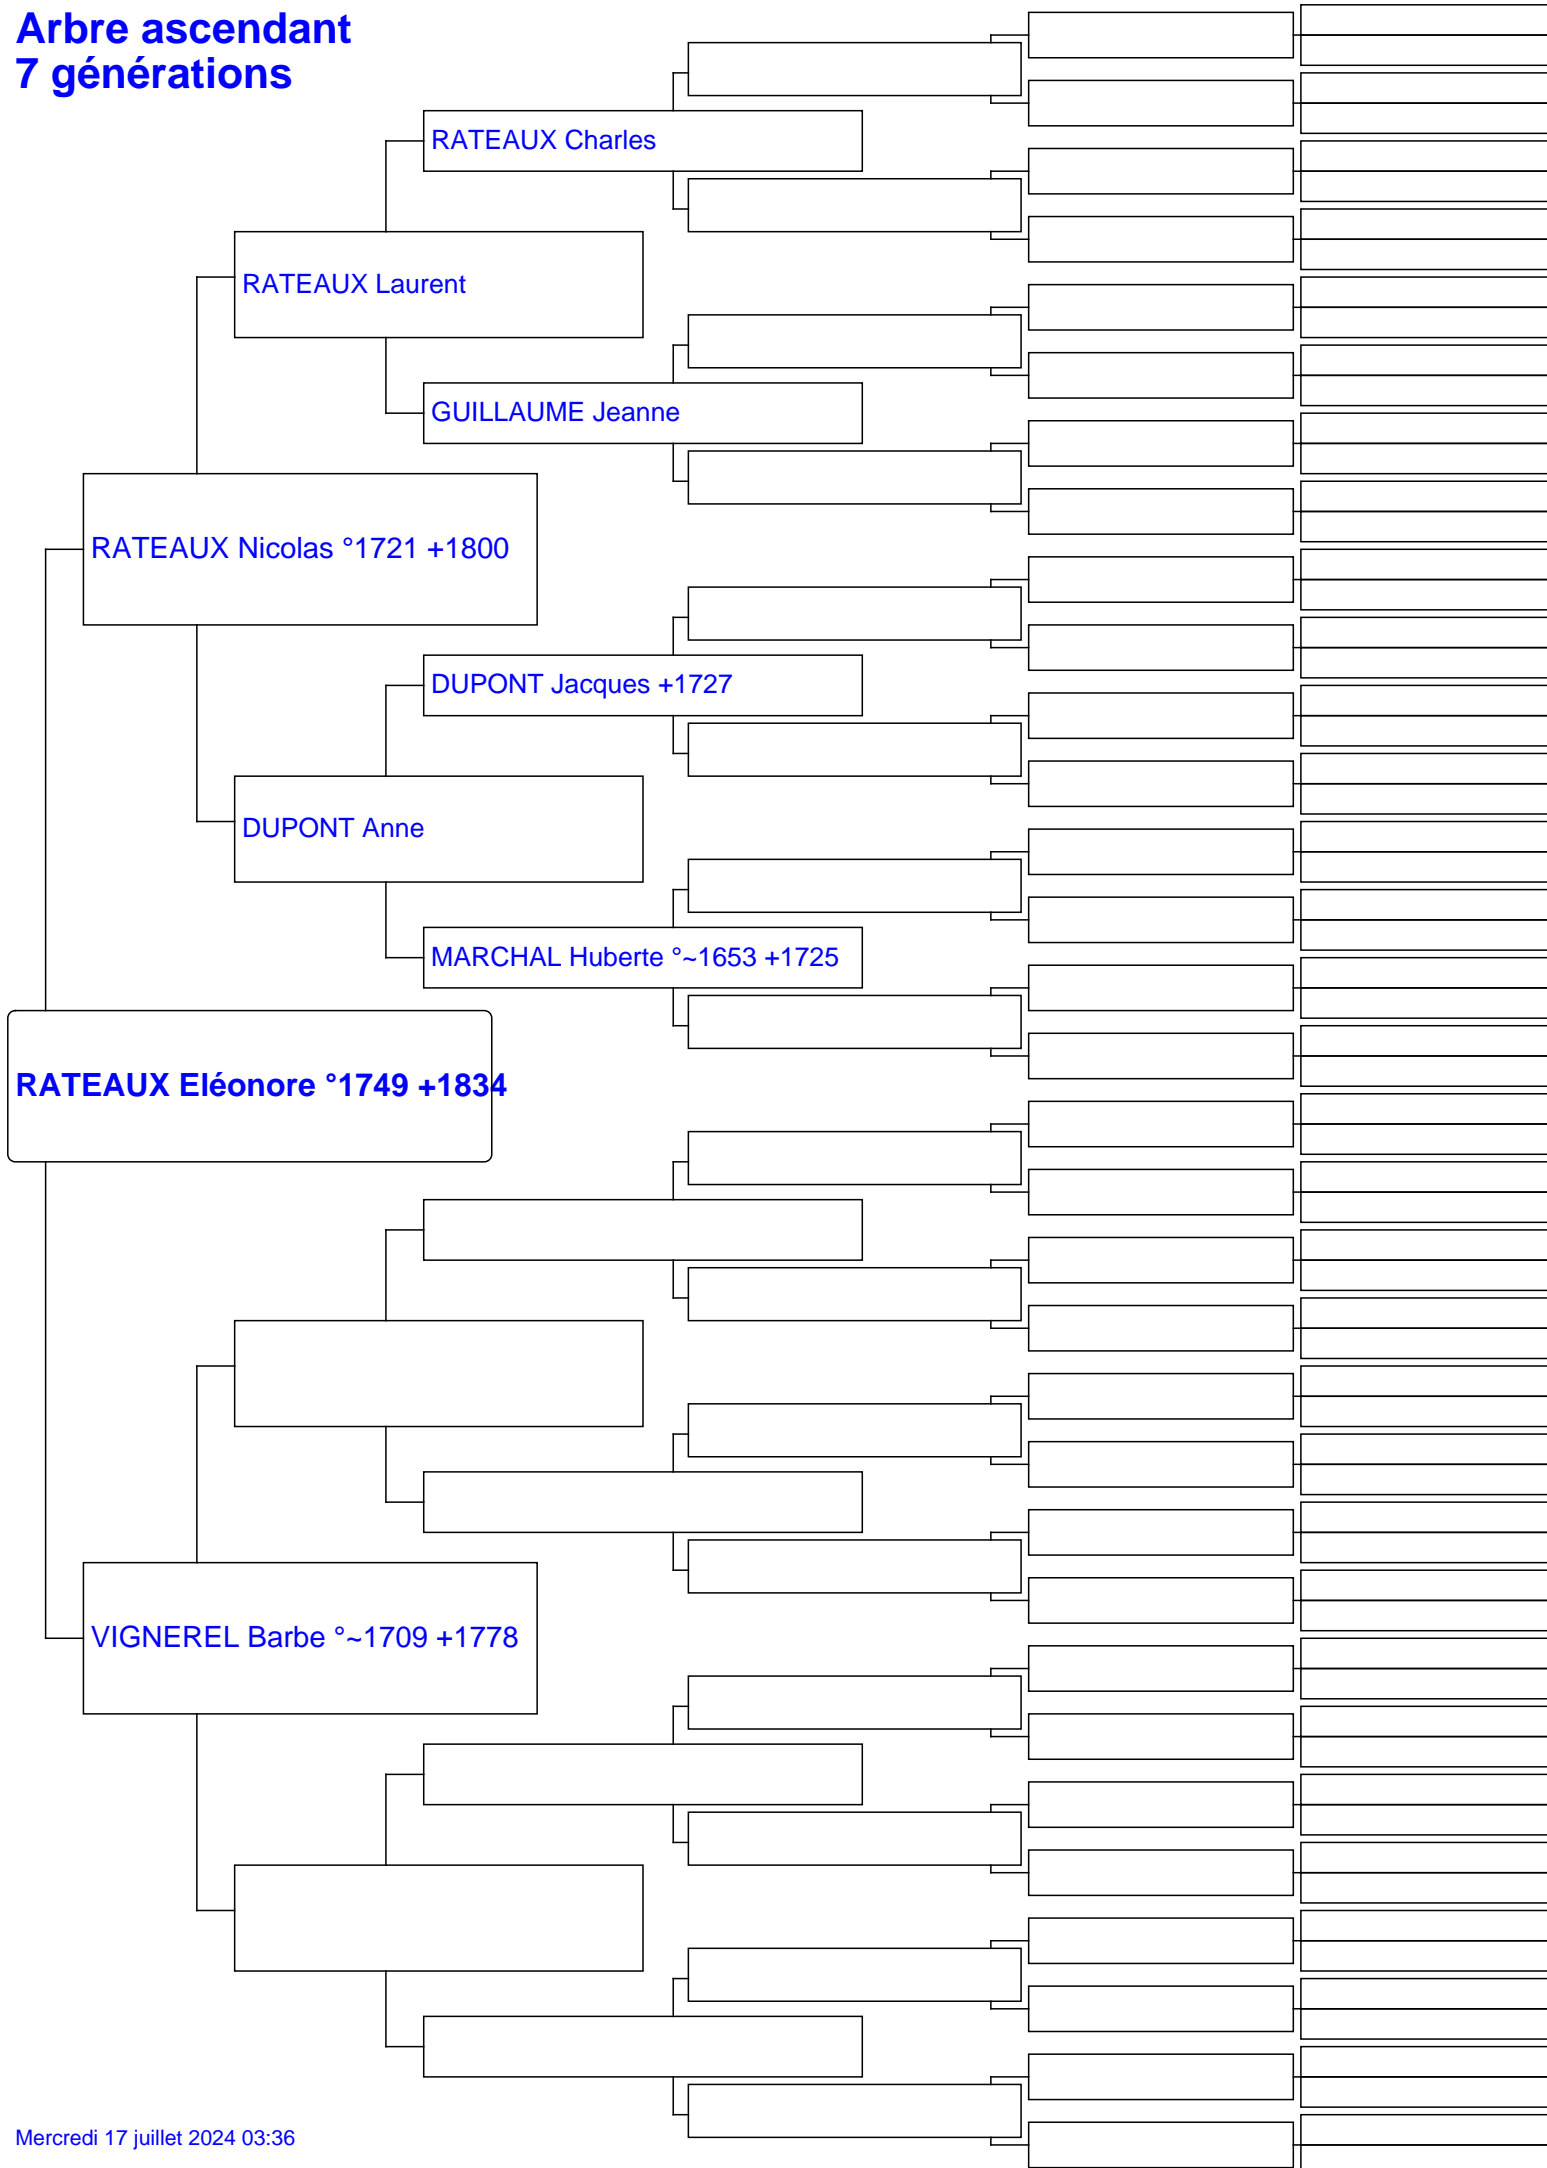 Arbre ascendant
7 générations
RATEAUX Charles
RATEAUX Laurent
GUILLAUME Jeanne
RATEAUX Nicolas °1721 +1800
DUPONT Jacques +1727
DUPONT Anne
MARCHAL Huberte °~1653 +1725
RATEAUX Eléonore °1749 +1834
VIGNEREL Barbe °~1709 +1778
Mercredi 17 juillet 2024 03:36